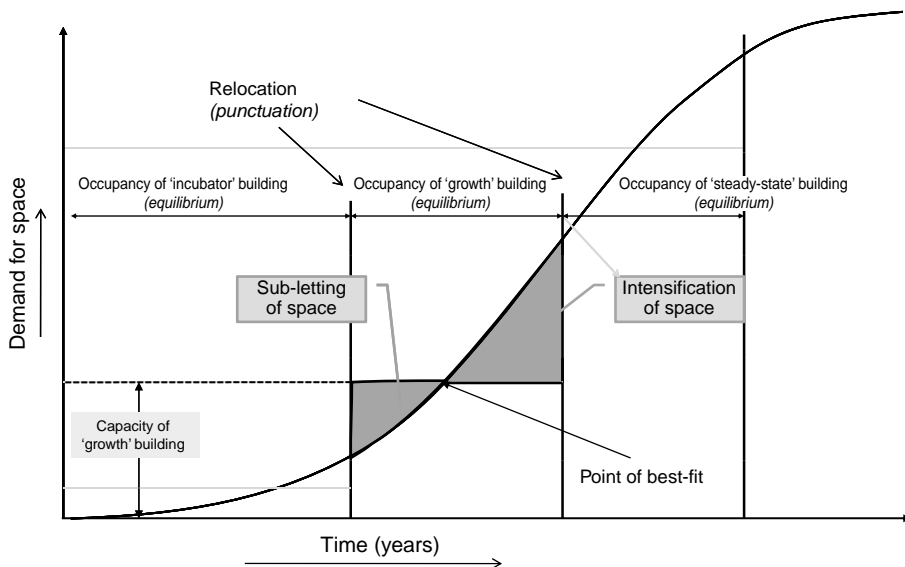 Relocation
(punctuation)
Occupancy of ‘incubator’ building
(equilibrium)
Occupancy of ‘growth’ building
(equilibrium)
Occupancy of ‘steady-state’ building
(equilibrium)
Demand for space
Sub-letting
of space
Intensification
of space
Capacity of
‘growth’ building
Point of best-fit
Time (years)